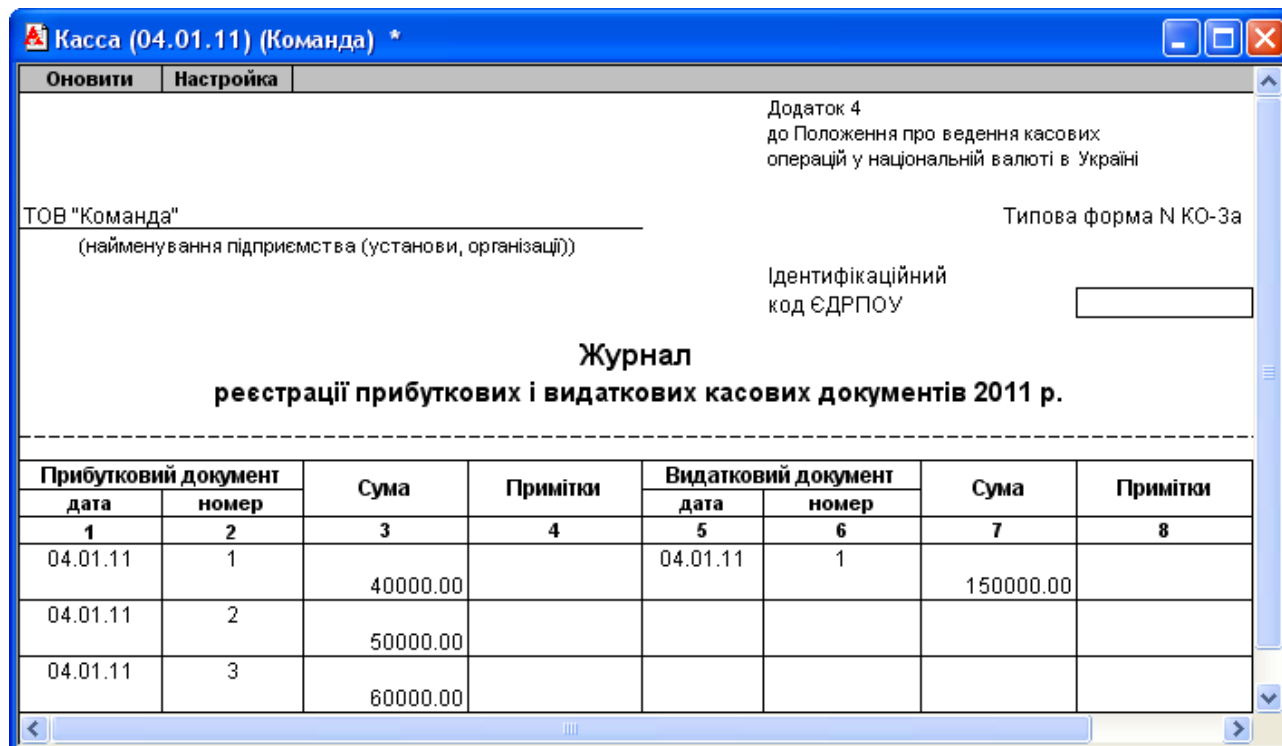 Касса (04.01.11) (Команда) *
Оновити Настройка
Додаток 4
до Положення про ведення касових
операцій у національній валюті в Україні
ТОВ "Команда"
Типова форма N КО-3а
(найменування підприємства (установи, організації))
Ідентифікаційний
код ЄДРПОУ
Журнал
реєстрації прибуткових і видаткових касових документів 2011 р.
Прибутковий документ Сума Примітки Видатковий документ Сума Примітки
дата номер дата номер
1 2 3 4 5 6 7 8
04.01.11 1 04.01.11 1
40000.00 150000.00
04.01.11 2
50000.00
04.01.11 3
60000.00